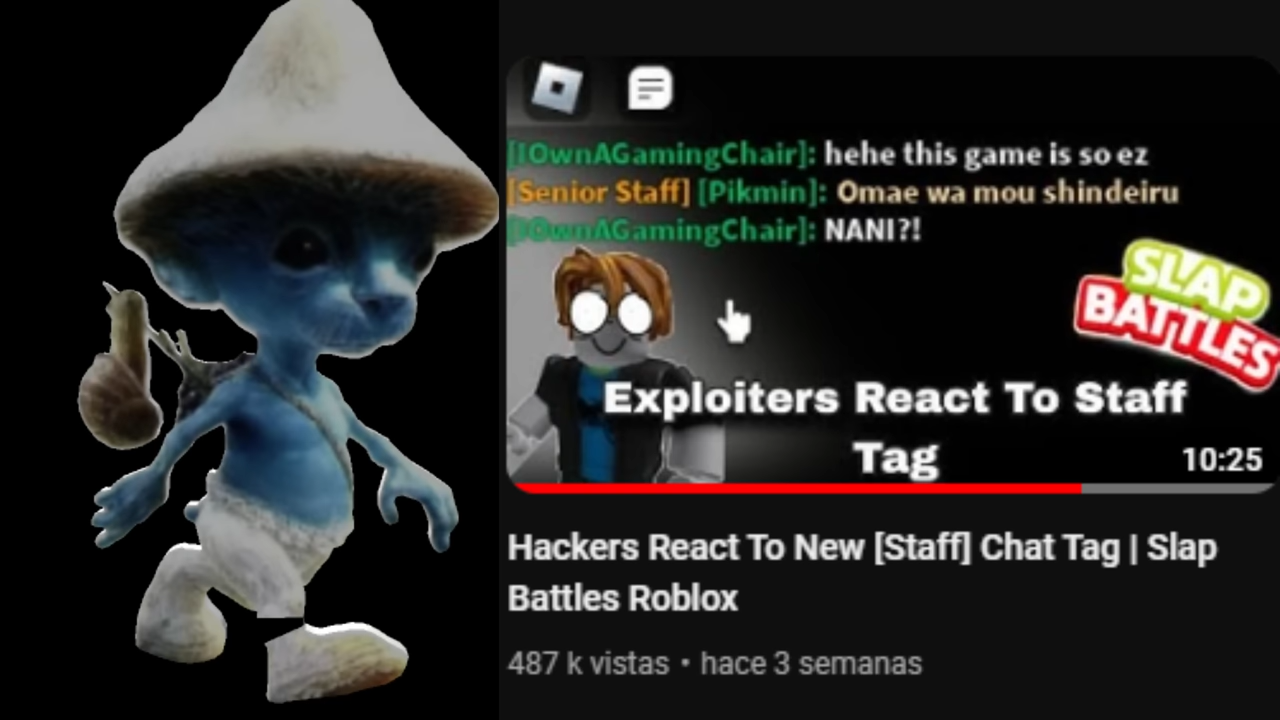 [IOwnAGamingChair]: hehe this game is so ez
[Senior Staff] [Pikmin]: Omae wa mou shindeiru
[IOwnAGamingChair]: NANI?!
SLAP
BATTLES
Exploiters React To Staff
Tag
10:25
Hackers React To New [Staff] Chat Tag | Slap
Battles Roblox
487 k vistas • hace 3 semanas